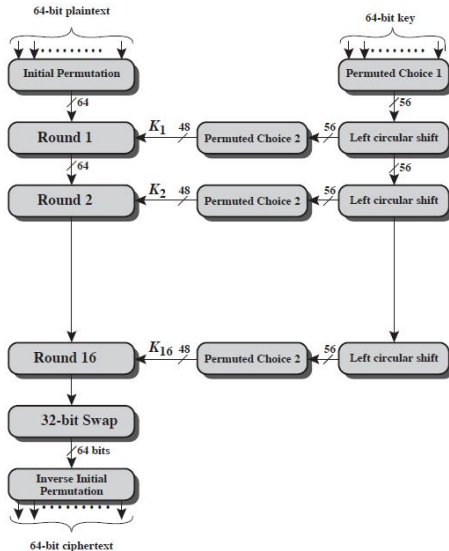 64-bit plaintext
64-bit key
Initial Permutation
Permuted Choice 1
64
56
Round 1
K1
48
Permuted Choice 2
56
Left circular shift
64
56
Round 2
K2
48
Permuted Choice 2
56
Left circular shift
Round 16
K16
48
Permuted Choice 2
56
Left circular shift
32-bit Swap
64 bits
Inverse Initial
Permutation
64-bit ciphertext